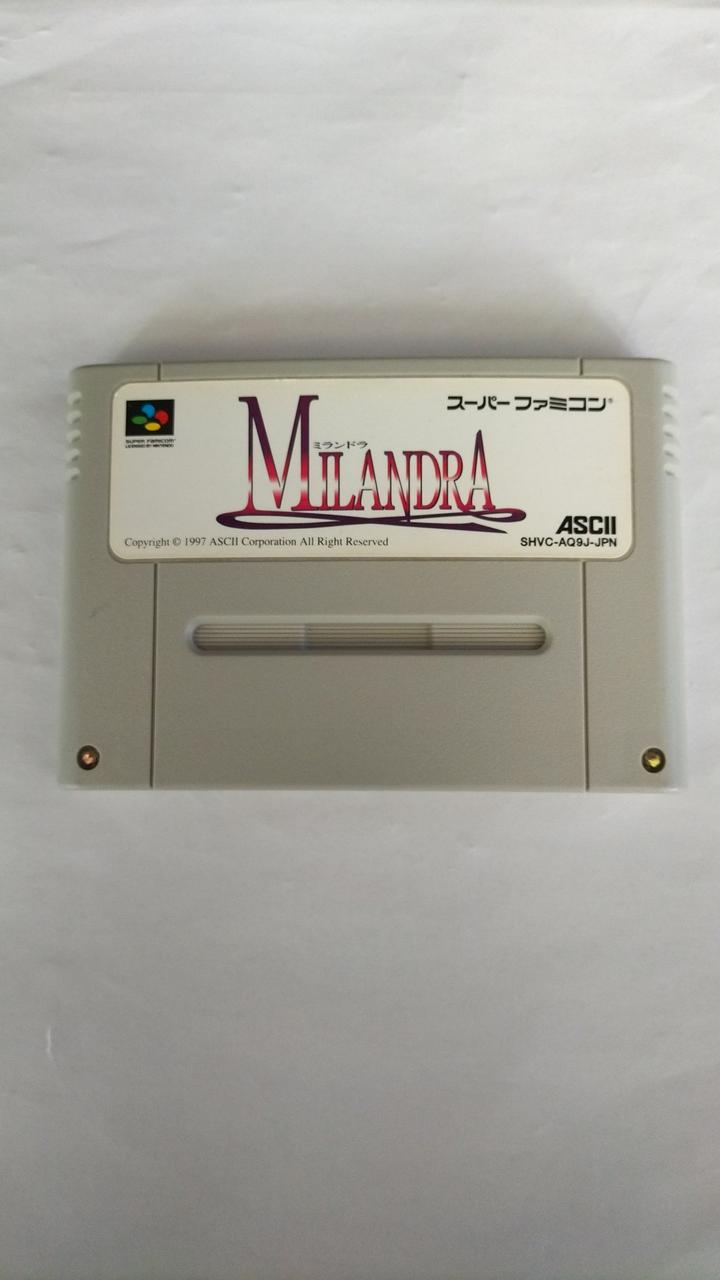 スーパーファミコン®
SUPER FAMICOM
LICENSED BY NINTENDO
ミランドラ
MILANDRA
ASCII
Copyright © 1997 ASCII Corporation All Right Reserved
SHVC-AQ9J-JPN